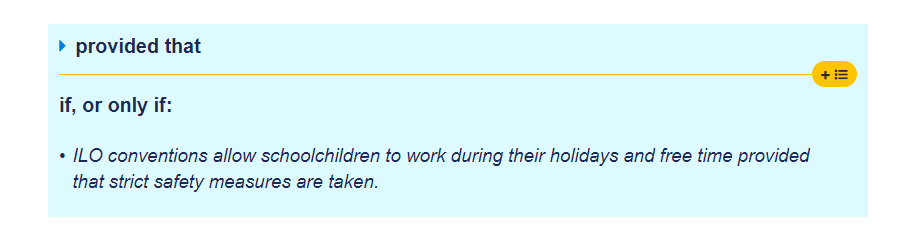 provided that
if, or only if:
• ILO conventions allow schoolchildren to work during their holidays and free time provided
that strict safety measures are taken.